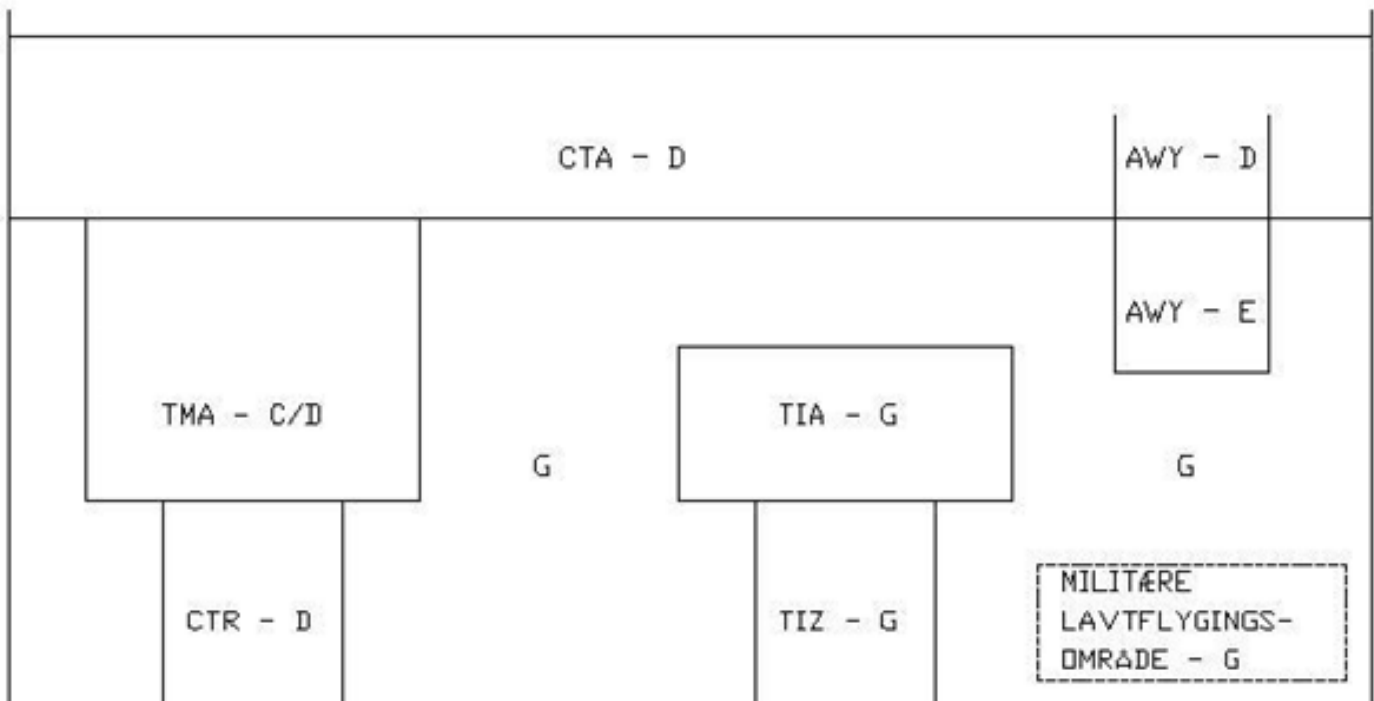 CTA - D
AWY - D
AWY - E
TMA - C/D
TIA - G
G
G
CTR - D
TIZ - G
MILITÆRE
LAVTFLYGINGS-
OMRÅDE - G